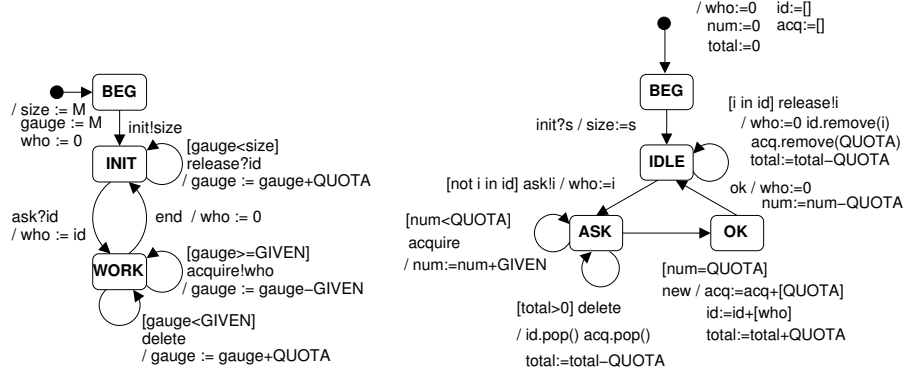 / size := M
gauge := M
who := 0
BEG
init!size
INIT
[gauge<size]
release?id
/ gauge := gauge+QUOTA
ask?id
/ who := id
end / who := 0
WORK
[gauge>=GIVEN]
acquire!who
/ gauge := gauge−GIVEN
[gauge<GIVEN]
delete
/ gauge := gauge+QUOTA
/ who:=0 id:=[]
num:=0 acq:=[]
total:=0
BEG
init?s / size:=s
IDLE
[i in id] release!i
/ who:=0 id.remove(i)
acq.remove(QUOTA)
total:=total−QUOTA
[not i in id] ask!i / who:=i
ok / who:=0
num:=num−QUOTA
[num<QUOTA]
acquire
/ num:=num+GIVEN
ASK
OK
[num=QUOTA]
new / acq:=acq+[QUOTA]
id:=id+[who]
total:=total+QUOTA
[total>0] delete
/ id.pop() acq.pop()
total:=total−QUOTA